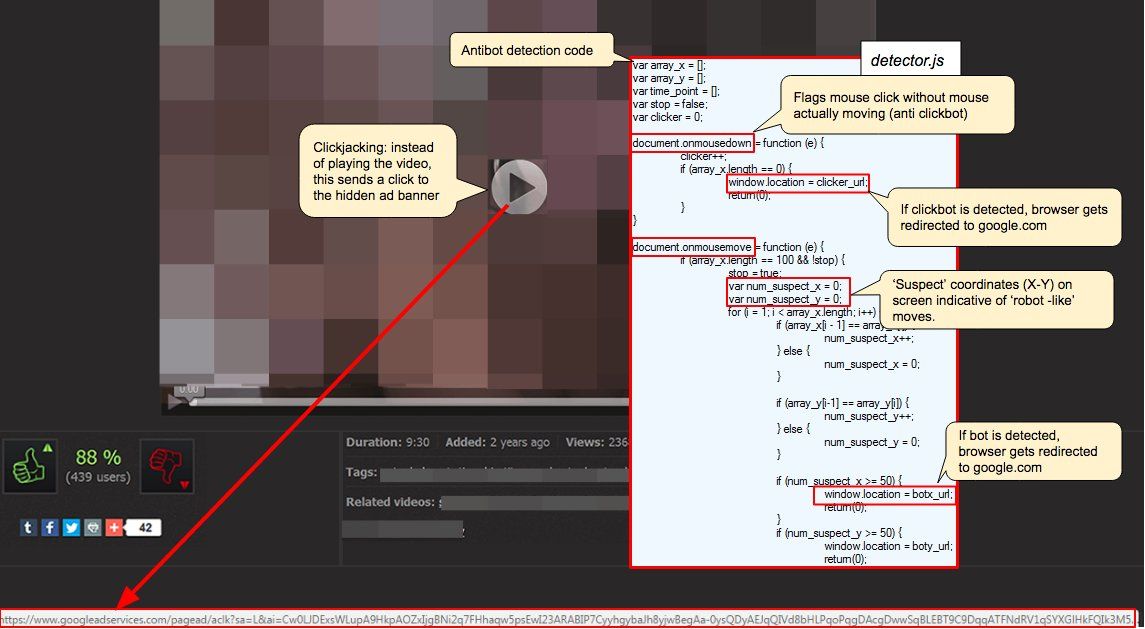 Antibot detection code
detector.js
var array_x = [];
var array_y = [];
var time_point = [];
var stop = false;
var clicker = 0;
Flags mouse click without mouse
actually moving (anti clickbot)
document.onmousedown = function (e) {
clicker++;
if (array_x.length == 0) {
window.location = clicker_url;
return(0);
}
}
Clickjacking: instead
of playing the video,
this sends a click to
the hidden ad banner
If clickbot is detected, browser gets
redirected to google.com
document.onmousemove = function (e) {
if (array_x.length == 100 && !stop) {
stop = true;
var num_suspect_x = 0;
var num_suspect_y = 0;
for (i = 1; i < array_x.length; i++)
'Suspect' coordinates (X-Y) on
screen indicative of 'robot -like'
moves.
if (array_x[i - 1] ==
num_suspect_x++;
} else {
num_suspect_x = 0;
}
if (array_y[i-1] == array_y[i]) {
num_suspect_y++;
} else {
num_suspect_y = 0;
}
if (num_suspect_x >= 50) {
window.location = botx_url;
return(0);
}
if (num_suspect_y >= 50) {
window.location = boty_url;
return(0);
If bot is detected,
browser gets redirected
to google.com
0:00
88 %
(439 users)
42
Duration: 9:30 Added: 2 years ago Views: 236
Tags:
Related videos:
https://www.googleadservices.com/pagead/aclk?sa=L&ai=